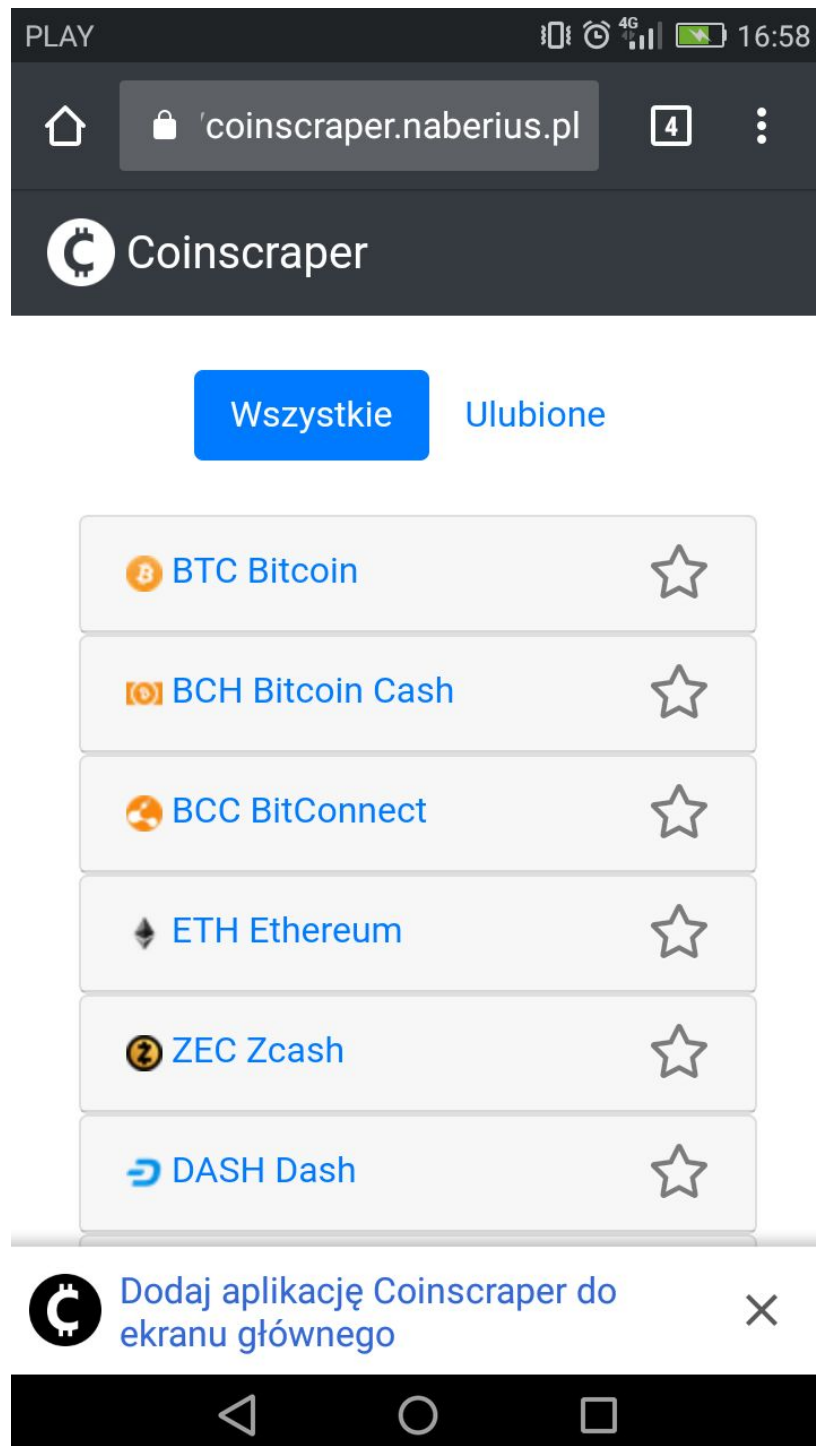 PLAY 4G 16:58
/coinscraper.naberius.pl 4
Coinscraper
Wszystkie Ulubione
BTC Bitcoin
BCH Bitcoin Cash
BCC BitConnect
ETH Ethereum
ZEC Zcash
DASH Dash
Dodaj aplikację Coinscraper do
ekranu głównego